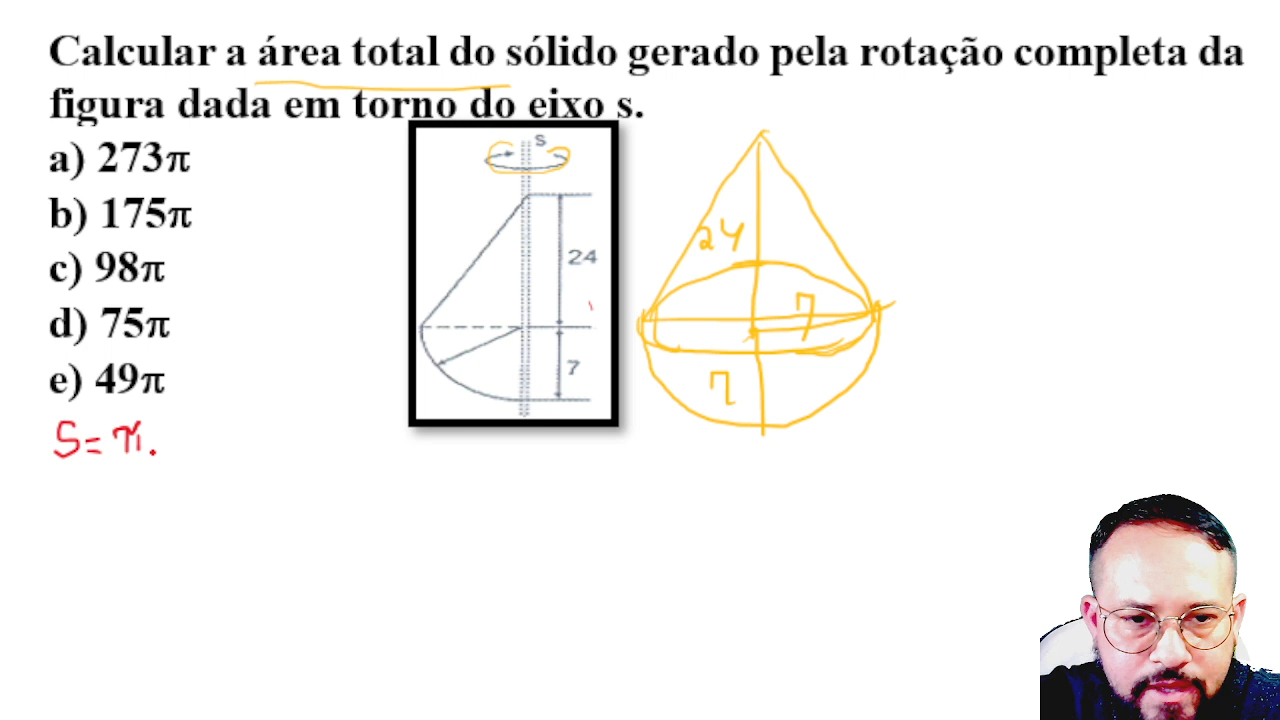 Calcular a área total do sólido gerado pela rotação completa da
figura dada em torno do eixo s.
a) 273π
b) 175π
c) 98π
d) 75π
e) 49π
S= π.
S
24
7
24
7
7